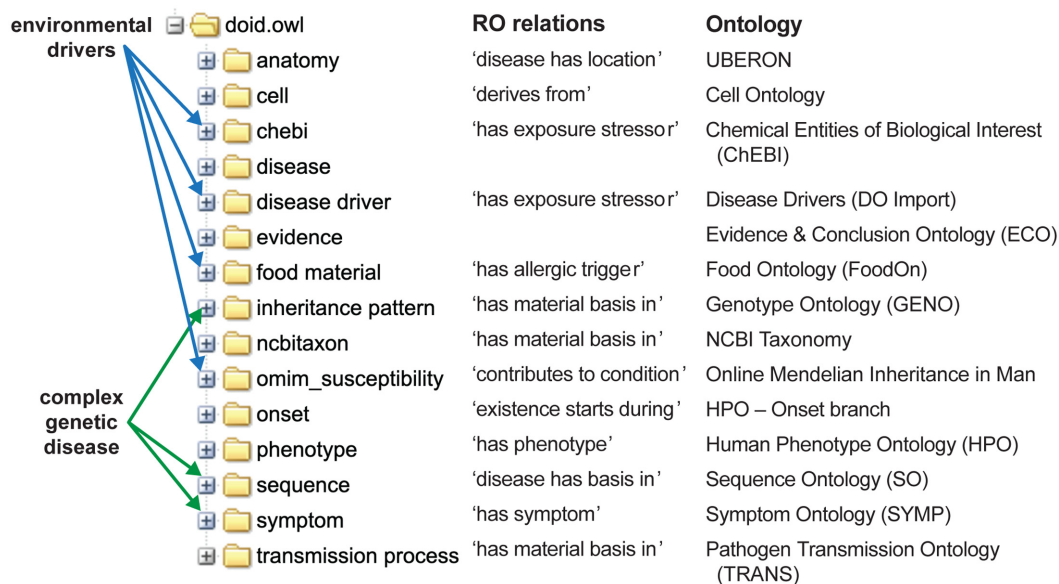 environmental drivers
doid.owl RO relations Ontology
anatomy ‘disease has location’ UBERON
cell ‘derives from’ Cell Ontology
chebi ‘has exposure stressor’ Chemical Entities of Biological Interest
(ChEBI)
disease
disease driver ‘has exposure stressor’ Disease Drivers (DO Import)
evidence Evidence & Conclusion Ontology (ECO)
food material ‘has allergic trigger’ Food Ontology (FoodOn)
inheritance pattern ‘has material basis in’ Genotype Ontology (GENO)
ncbitaxon ‘has material basis in’ NCBI Taxonomy
omim_susceptibility ‘contributes to condition’ Online Mendelian Inheritance in Man
complex
genetic
disease
onset ‘existence starts during’ HPO – Onset branch
phenotype ‘has phenotype’ Human Phenotype Ontology (HPO)
sequence ‘disease has basis in’ Sequence Ontology (SO)
symptom ‘has symptom’ Symptom Ontology (SYMP)
transmission process ‘has material basis in’ Pathogen Transmission Ontology
(TRANS)